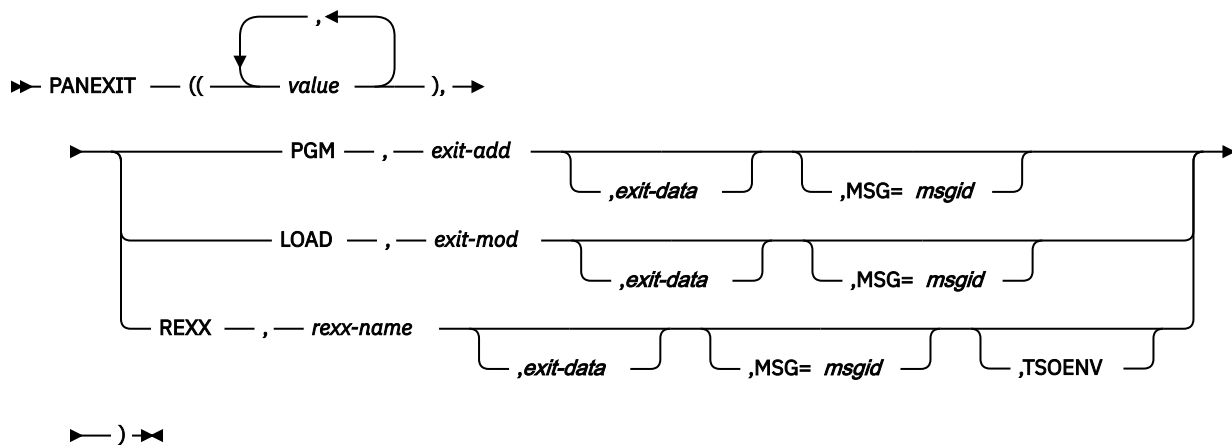 ,
PANEXIT (( value ),
PGM , exit-add
,exit-data ,MSG= msgid
LOAD , exit-mod
,exit-data ,MSG= msgid
REXX , rexx-name
,exit-data ,MSG= msgid ,TSOENV
)